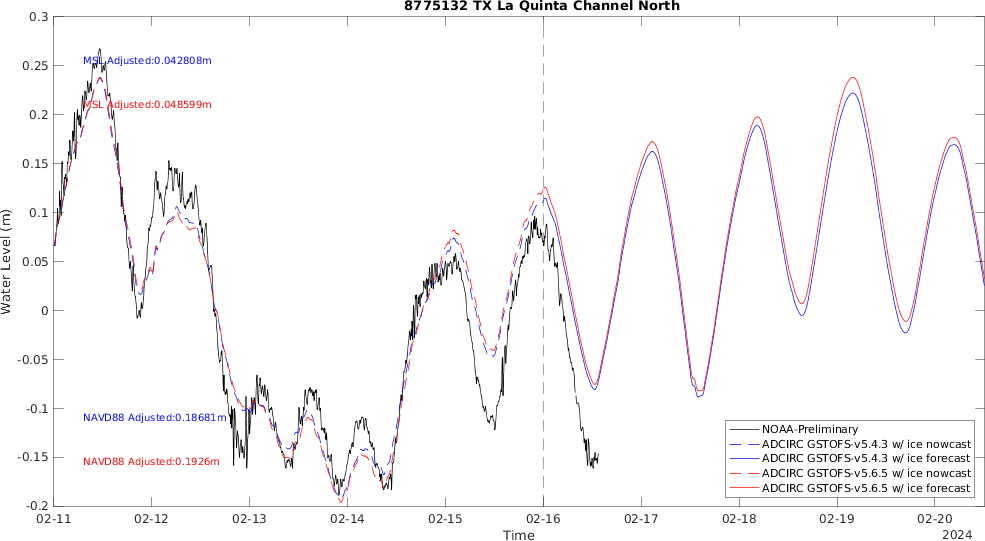 8775132 TX La Quinta Channel North
0.3
0.25
0.2
0.15
0.1
0.05
0
-0.05
-0.1
-0.15
-0.2
Water Level (m)
MSL Adjusted:0.042808m
MSL Adjusted:0.048599m
NAVD88 Adjusted:0.18681m
NAVD88 Adjusted:0.1926m
NOAA-Preliminary
ADCIRC GSTOFS-v5.4.3 w/ ice nowcast
ADCIRC GSTOFS-v5.4.3 w/ ice forecast
ADCIRC GSTOFS-v5.6.5 w/ ice nowcast
ADCIRC GSTOFS-v5.6.5 w/ ice forecast
02-11 02-12 02-13 02-14 02-15 02-16 02-17 02-18 02-19 02-20
Time
2024